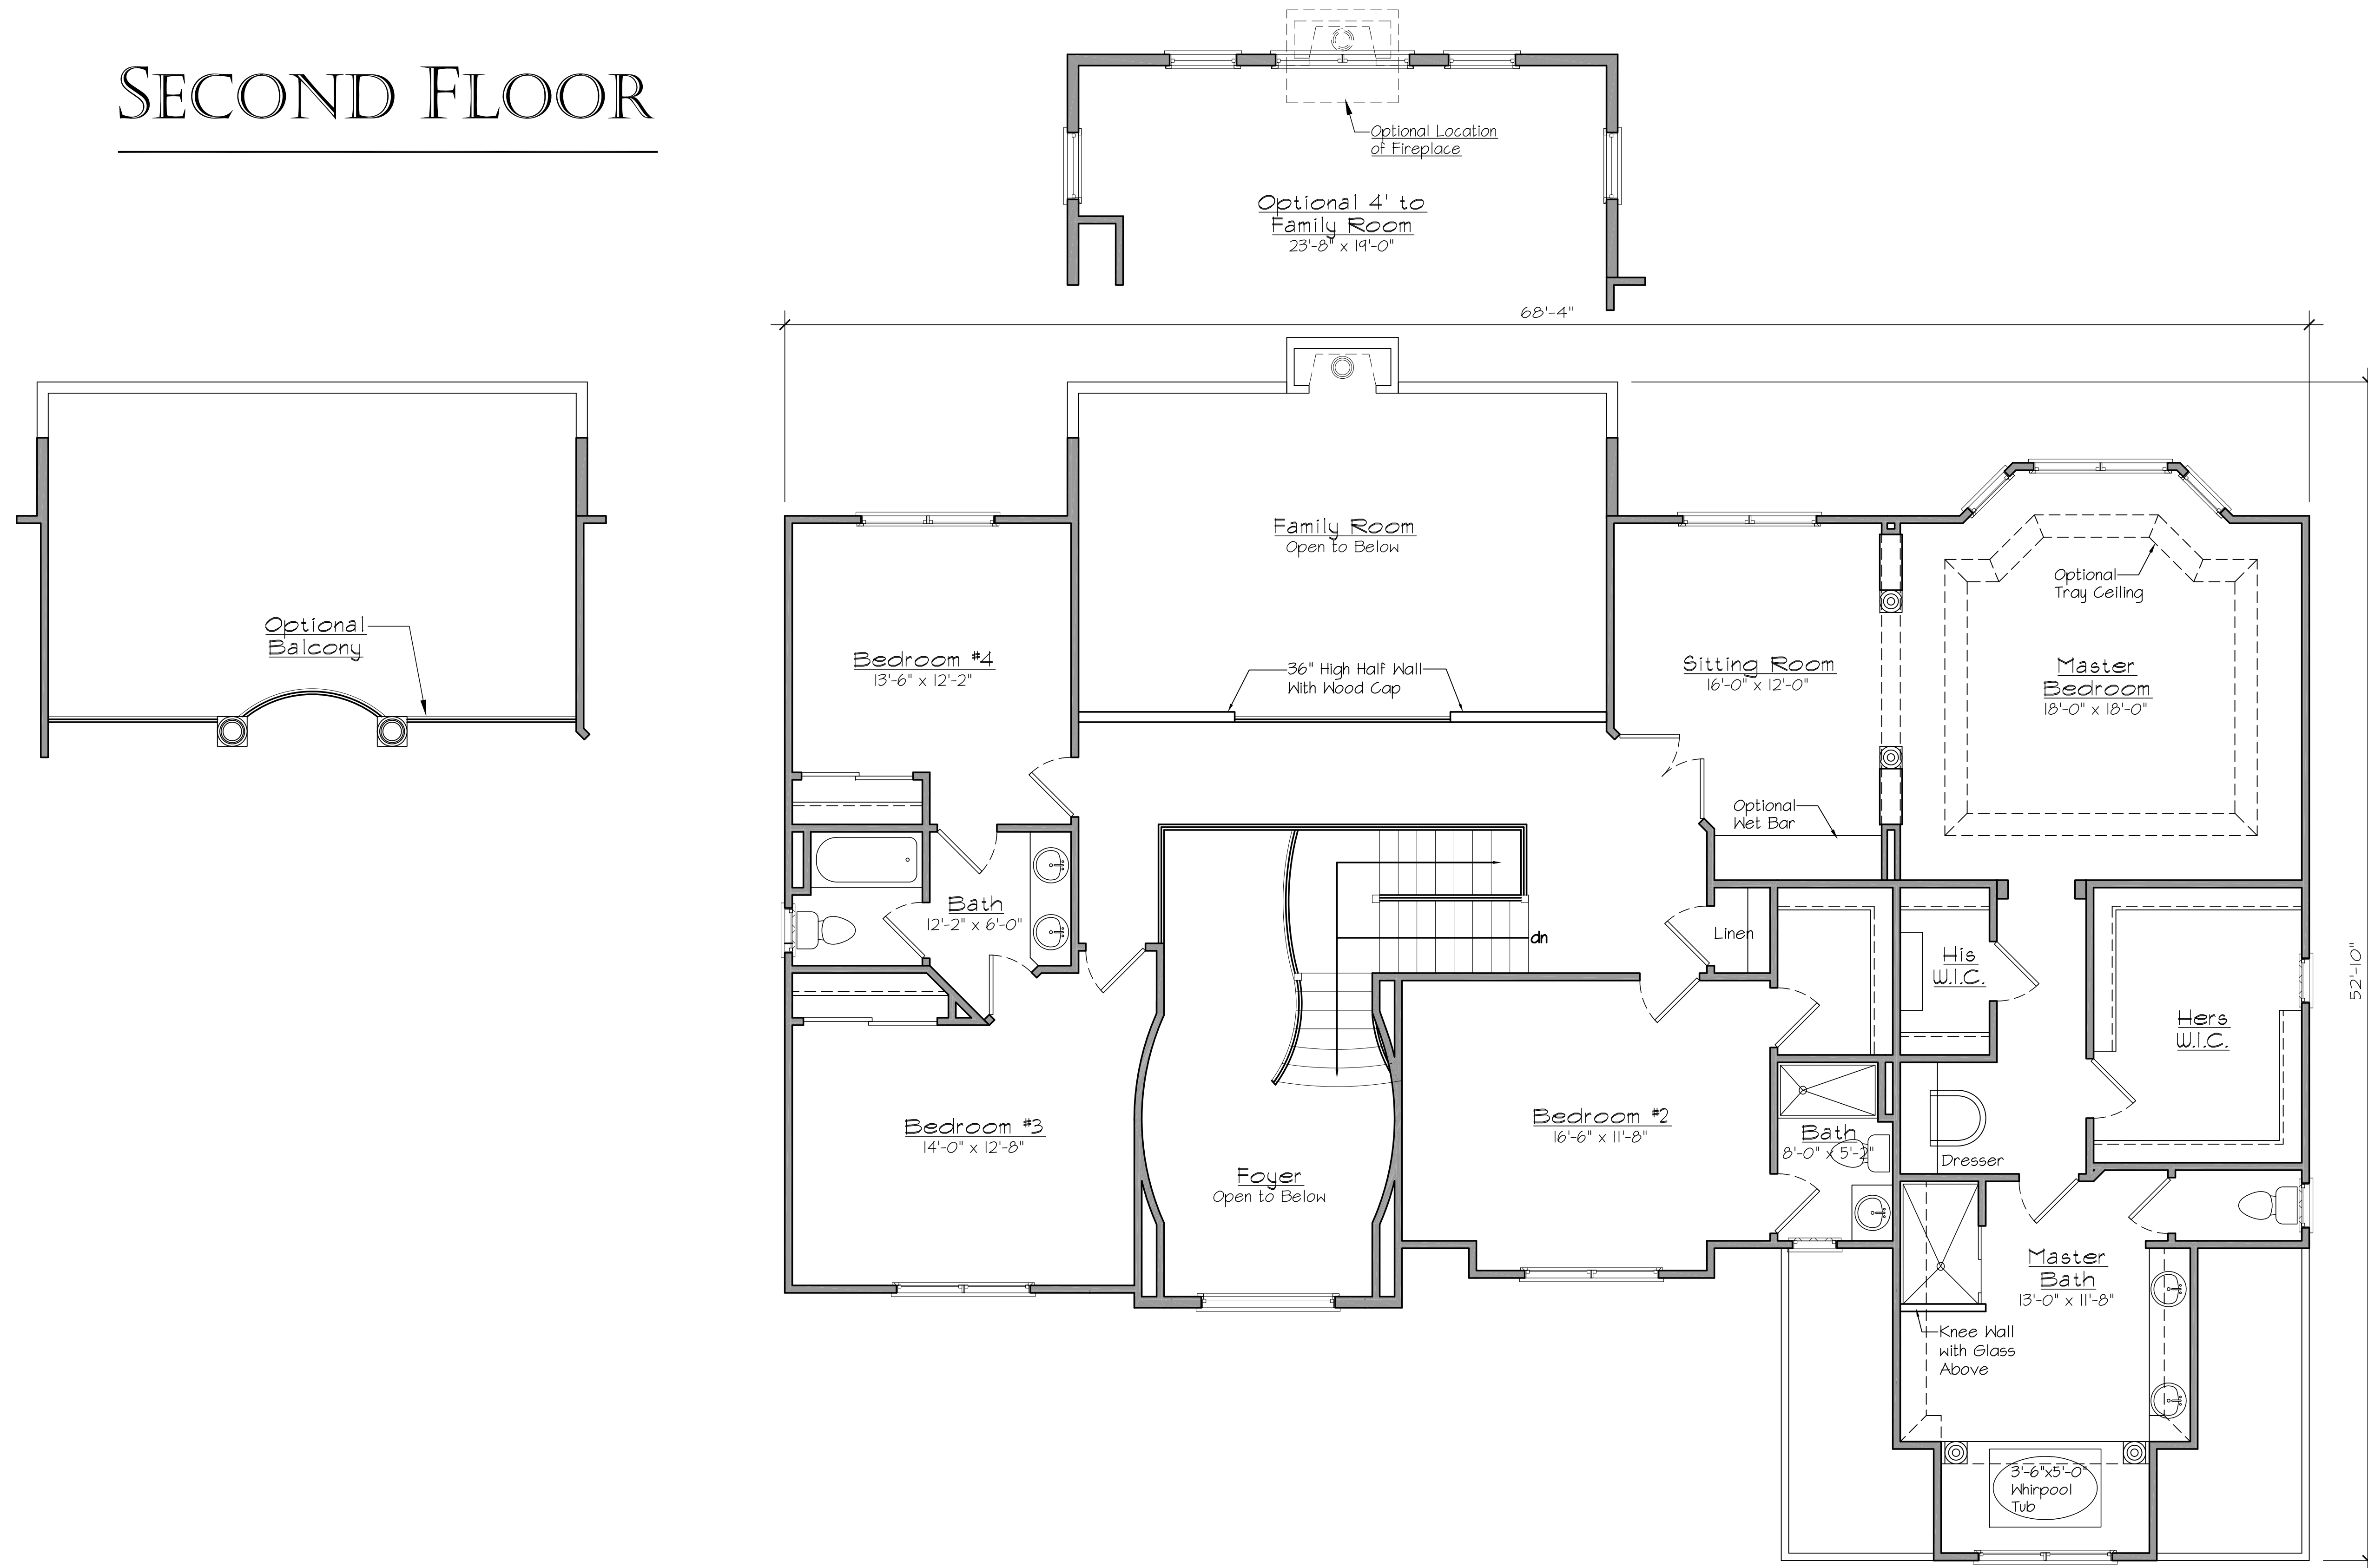 SECOND FLOOR
Optional Location
of Fireplace
Optional 4' to
Family Room
23'-8" x 19'-0"
68'-4"
Optional
Balcony
Family Room
Open to Below
36" High Half Wall
With Wood Cap
Bedroom #4
13'-6" x 12'-2"
Sitting Room
16'-0" x 12'-0"
Optional
Tray Ceiling
Master
Bedroom
18'-0" x 18'-0"
Optional
Wet Bar
Bath
12'-2" x 6'-0"
dn
Linen
His
W.I.C.
Hers
W.I.C.
52'-10"
Bedroom #3
14'-0" x 12'-8"
Foyer
Open to Below
Bedroom #2
16'-6" x 11'-8"
Bath
8'-0" x 5'-2"
Dresser
Master
Bath
13'-0" x 11'-8"
Knee Wall
with Glass
Above
3'-6"x5'-0"
Whirpool
Tub